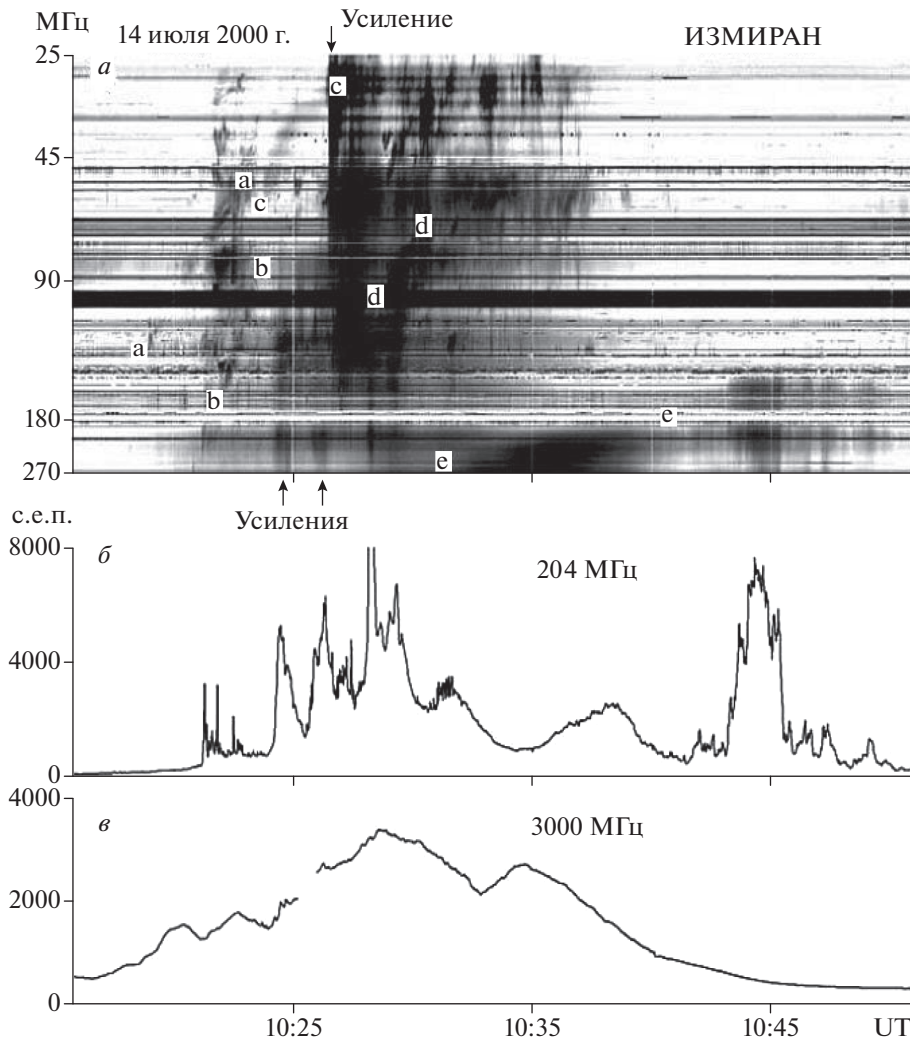 МГц
14 июля 2000 г.
Усиление
ИЗМИРАН
25
а
с
45
a
c
d
b
90
d
a
b
180
e
e
270
Усиления
с.е.п.
8000
б
204 МГц
4000
0
4000
в
3000 МГц
2000
0
10:25
10:35
10:45
UT